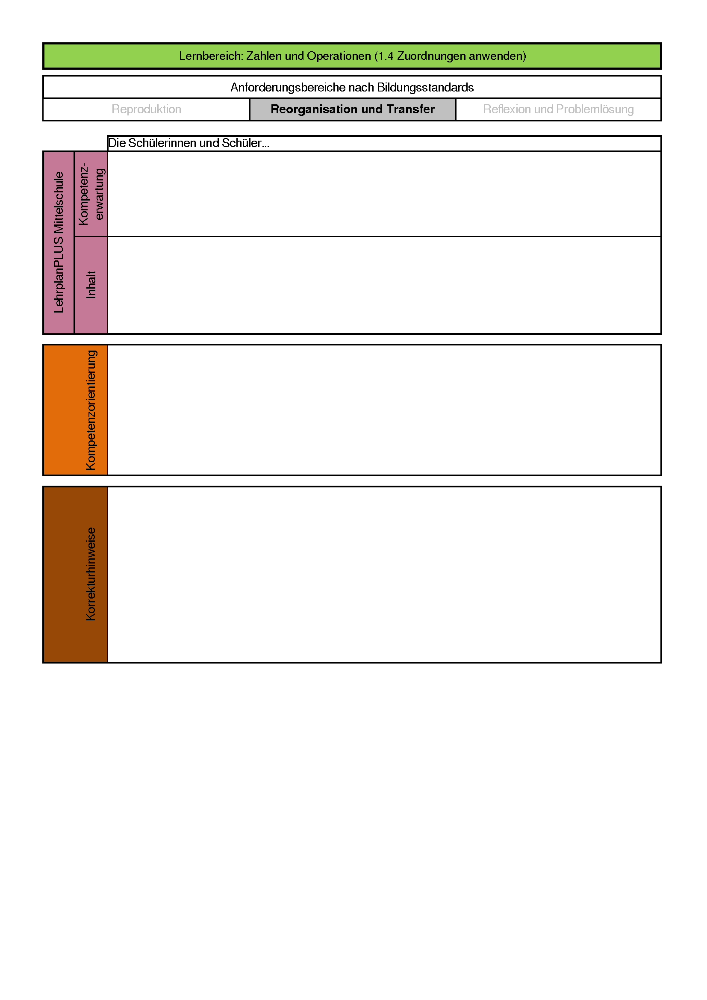 Lernbereich: Zahlen und Operationen (1.4 Zuordnungen anwenden)
Anforderungsbereiche nach Bildungsstandards
Reproduktion
Reorganisation und Transfer
Reflexion und Problemlösung
Die Schülerinnen und Schüler...
LehrplanPLUS Mittelschule
Kompetenz-
erwartung
Inhalt
Kompetenzorientierung
Korrekturhinweise